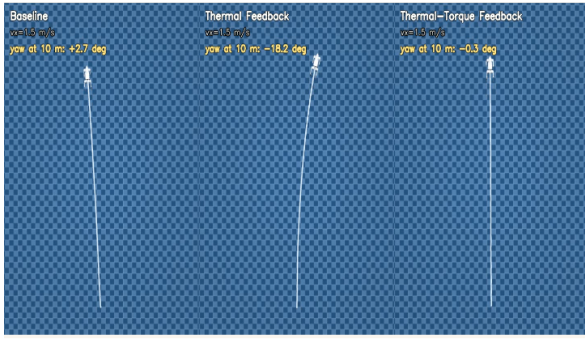 Baseline
vx=1.5 m/s
yaw at 10 m: +2.7 deg
Thermal Feedback
vx=1.5 m/s
yaw at 10 m: −18.2 deg
Thermal−Torque Feedback
vx=1.5 m/s
yaw at 10 m: −0.3 deg